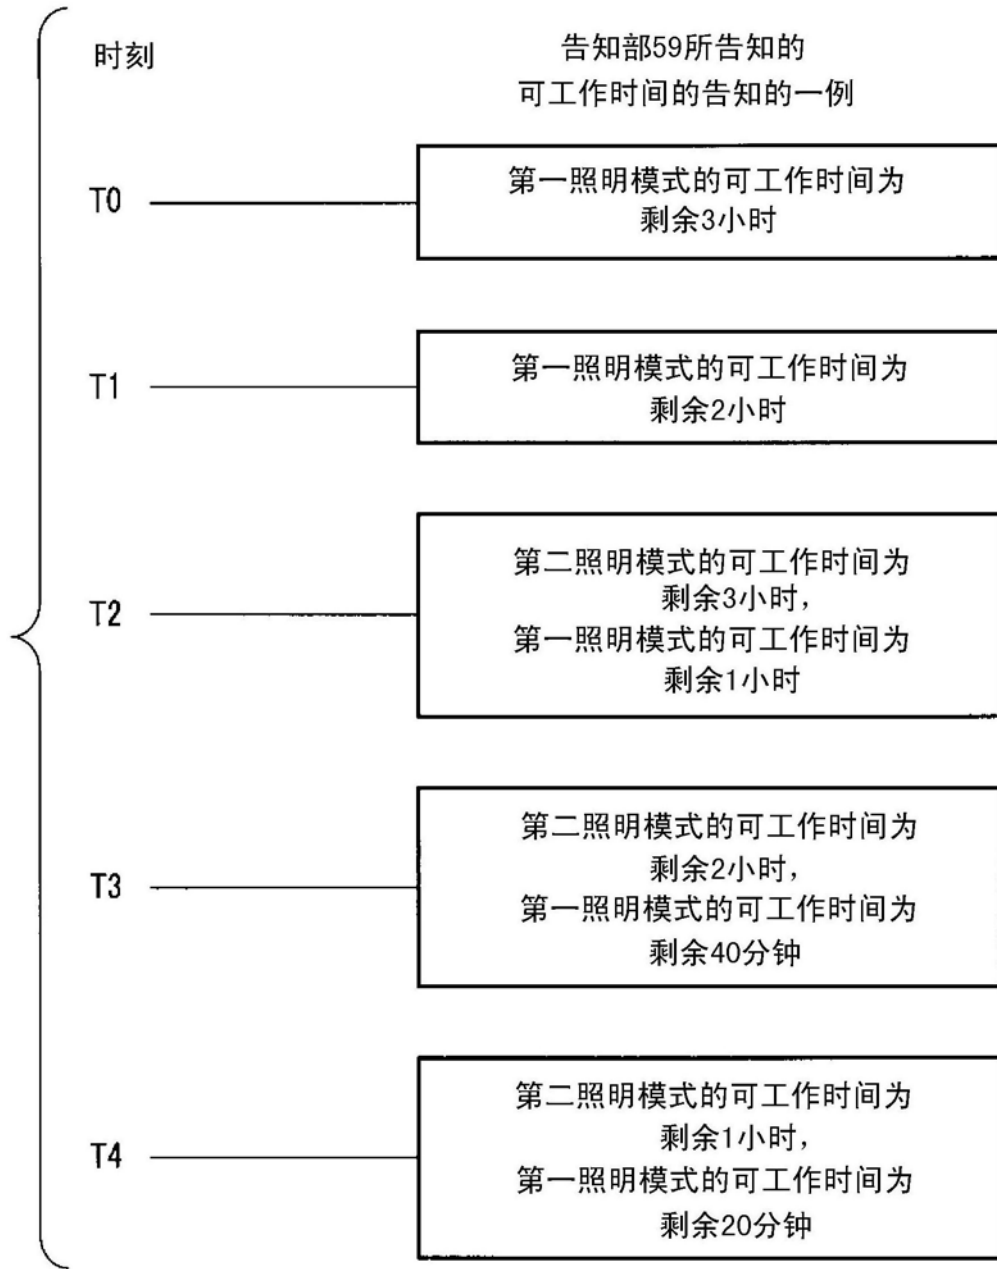 时刻
告知部59所告知的
可工作时间的告知的一例
T0
第一照明模式的可工作时间为
剩余3小时
T1
第一照明模式的可工作时间为
剩余2小时
T2
第二照明模式的可工作时间为
剩余3小时,
第一照明模式的可工作时间为
剩余1小时
T3
第二照明模式的可工作时间为
剩余2小时,
第一照明模式的可工作时间为
剩余40分钟
T4
第二照明模式的可工作时间为
剩余1小时,
第一照明模式的可工作时间为
剩余20分钟